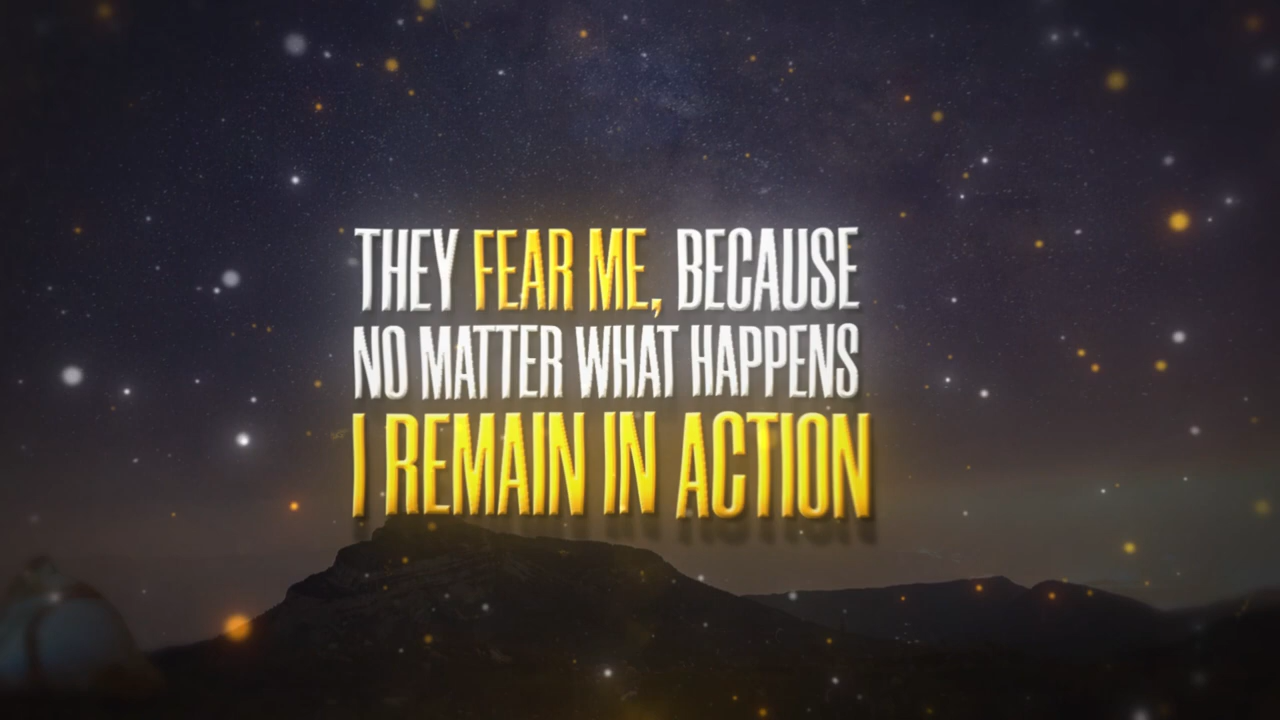 THEY FEAR ME, BECAUSE
NO MATTER WHAT HAPPENS
I REMAIN IN ACTION